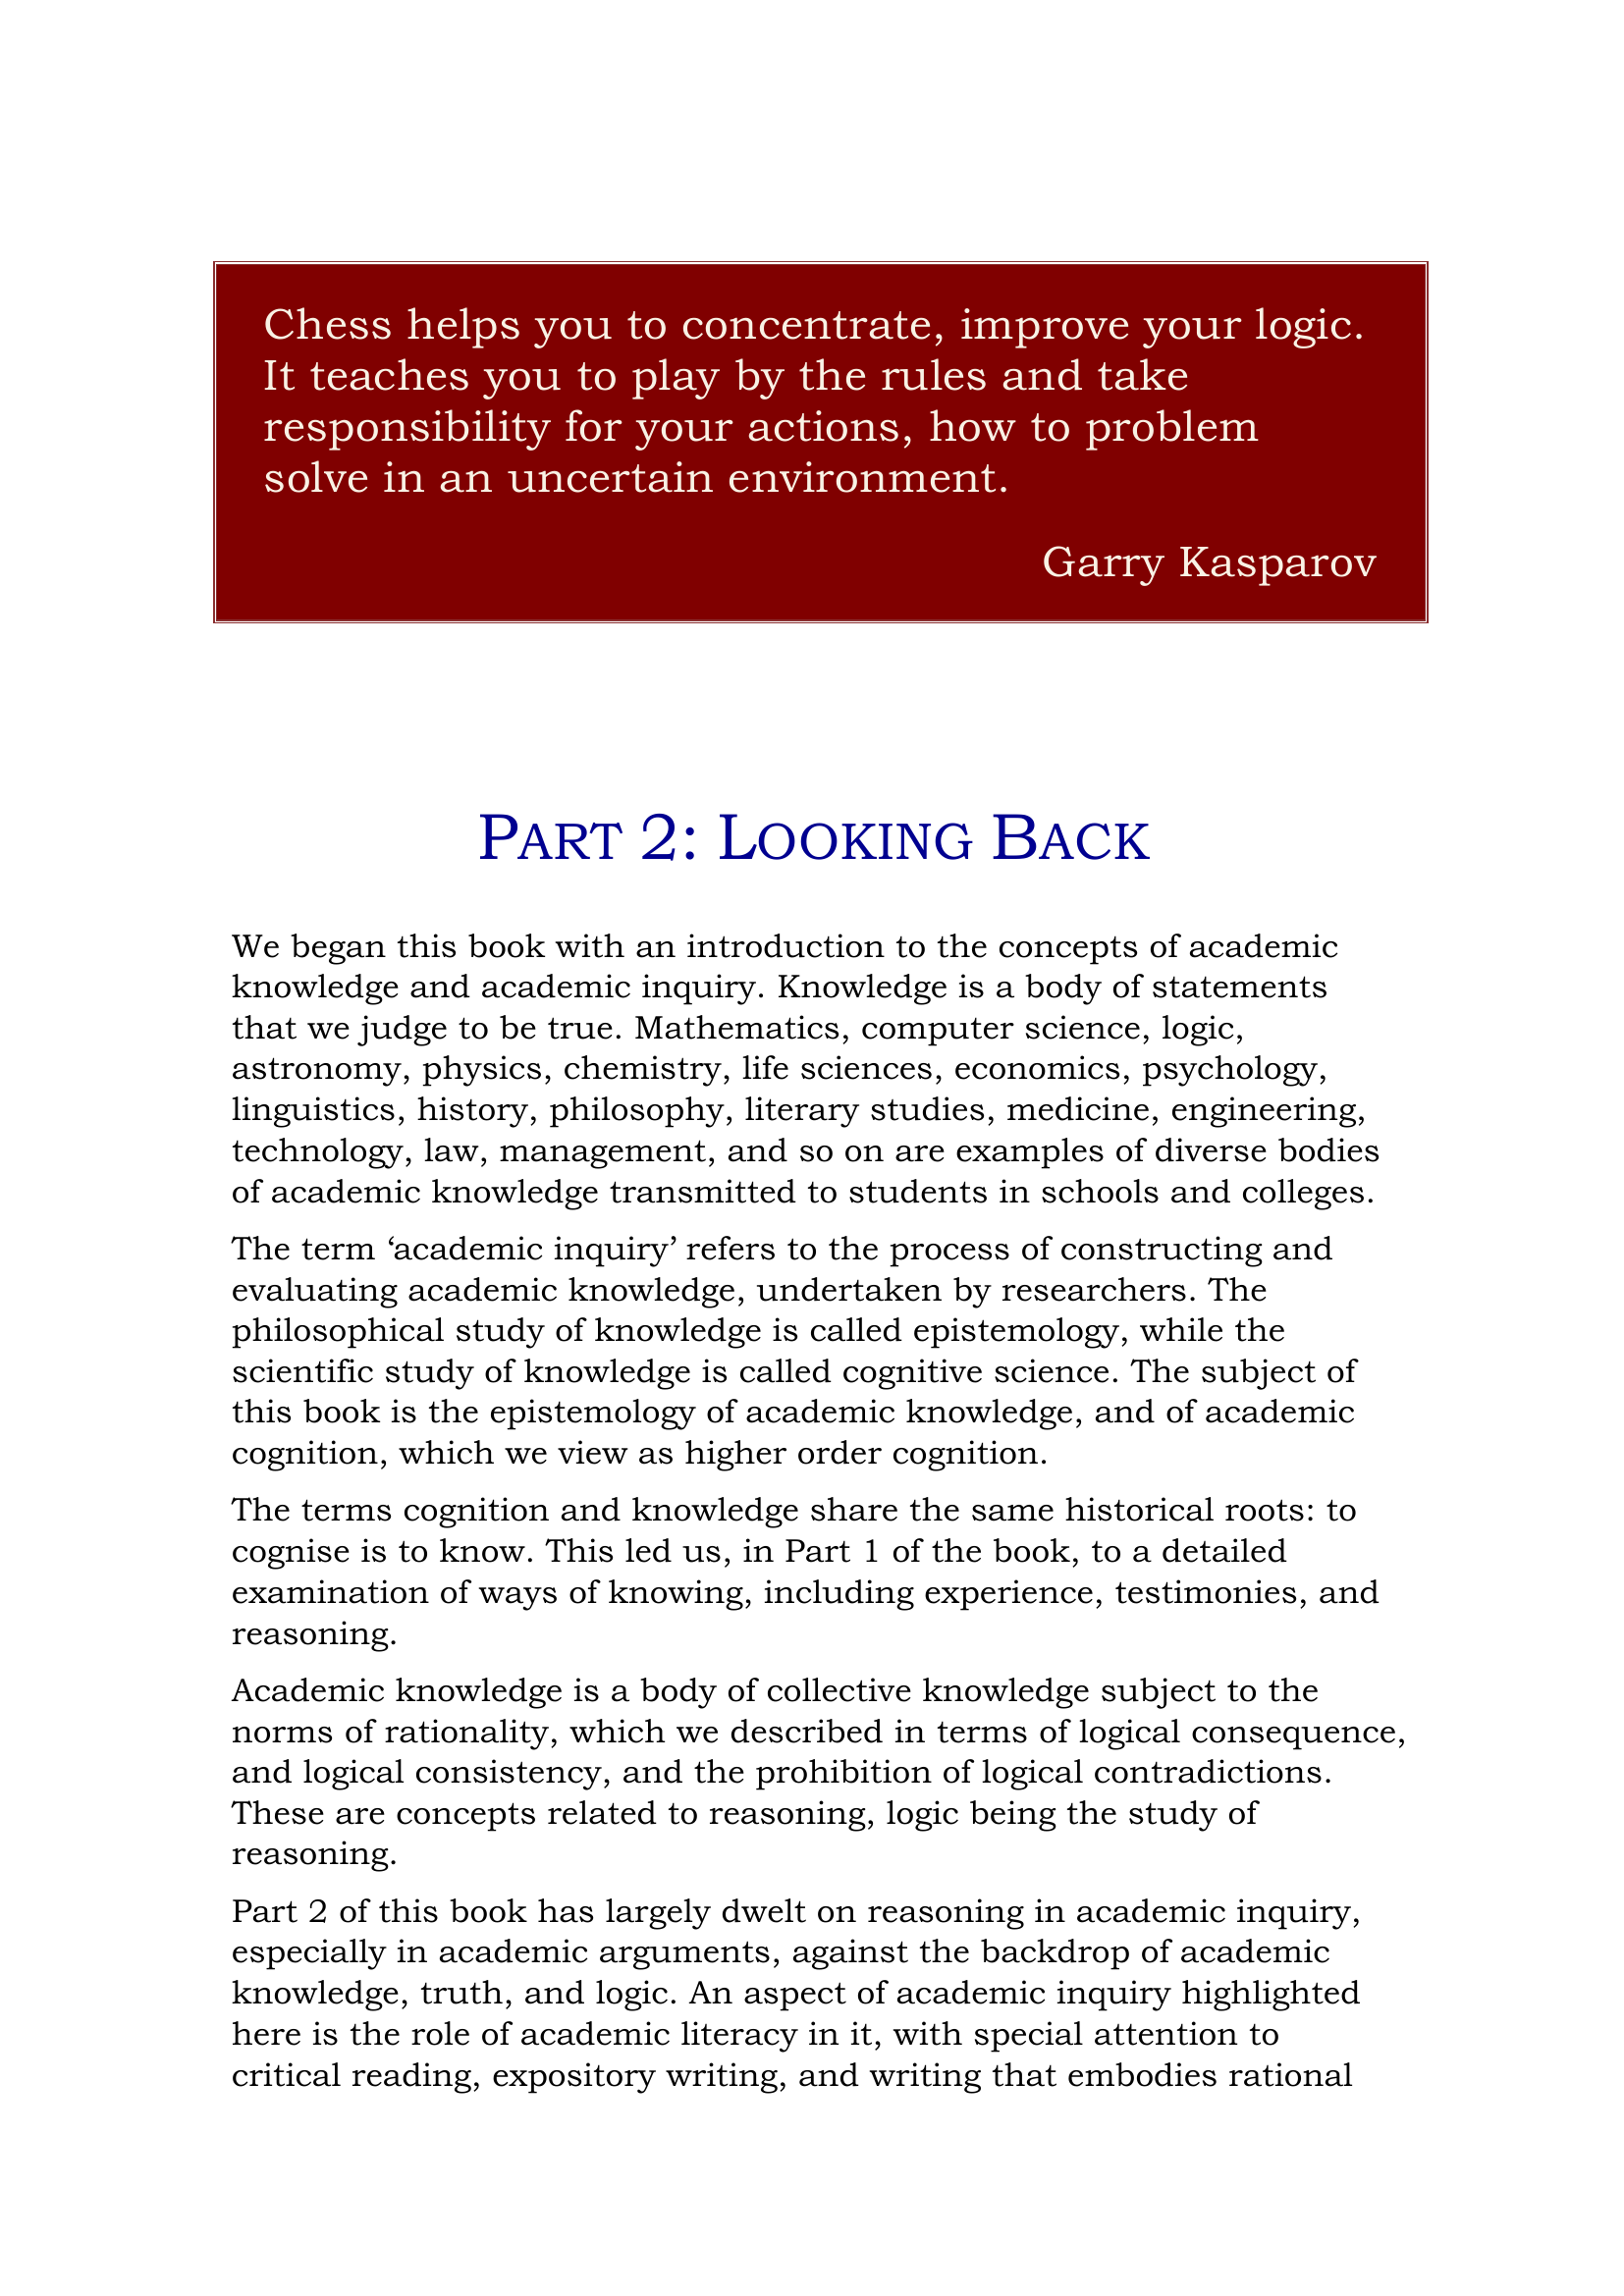 Chess helps you to concentrate, improve your logic.
It teaches you to play by the rules and take
responsibility for your actions, how to problem
solve in an uncertain environment.
Garry Kasparov
PART 2: LOOKING BACK
We began this book with an introduction to the concepts of academic
knowledge and academic inquiry. Knowledge is a body of statements
that we judge to be true. Mathematics, computer science, logic,
astronomy, physics, chemistry, life sciences, economics, psychology,
linguistics, history, philosophy, literary studies, medicine, engineering,
technology, law, management, and so on are examples of diverse bodies
of academic knowledge transmitted to students in schools and colleges.
The term ‘academic inquiry’ refers to the process of constructing and
evaluating academic knowledge, undertaken by researchers. The
philosophical study of knowledge is called epistemology, while the
scientific study of knowledge is called cognitive science. The subject of
this book is the epistemology of academic knowledge, and of academic
cognition, which we view as higher order cognition.
The terms cognition and knowledge share the same historical roots: to
cognise is to know. This led us, in Part 1 of the book, to a detailed
examination of ways of knowing, including experience, testimonies, and
reasoning.
Academic knowledge is a body of collective knowledge subject to the
norms of rationality, which we described in terms of logical consequence,
and logical consistency, and the prohibition of logical contradictions.
These are concepts related to reasoning, logic being the study of
reasoning.
Part 2 of this book has largely dwelt on reasoning in academic inquiry,
especially in academic arguments, against the backdrop of academic
knowledge, truth, and logic. An aspect of academic inquiry highlighted
here is the role of academic literacy in it, with special attention to
critical reading, expository writing, and writing that embodies rational